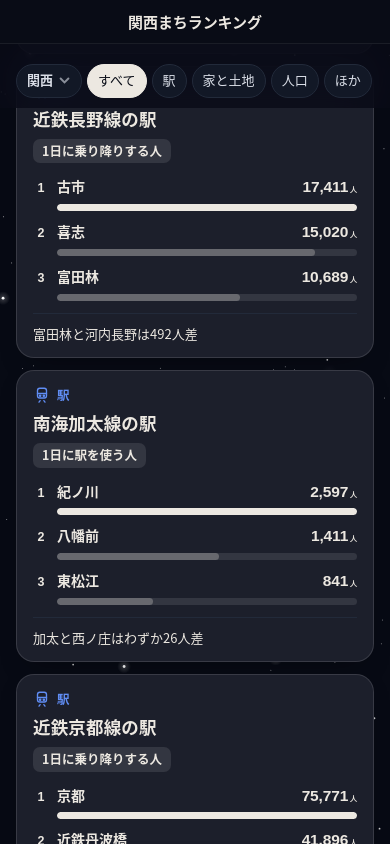 関西まちランキング
関西 すべて 駅 家と土地 人口 ほか
近鉄長野線の駅
1日に乗り降りする人
1 古市 17,411人
2 喜志 15,020人
3 富田林 10,689人
富田林と河内長野は492人差
駅
南海加太線の駅
1日に駅を使う人
1 紀ノ川 2,597人
2 八幡前 1,411人
3 東松江 841人
加太と西ノ庄はわずか26人差
駅
近鉄京都線の駅
1日に乗り降りする人
1 京都 75,771人
2 近鉄丹波橋 41,896人